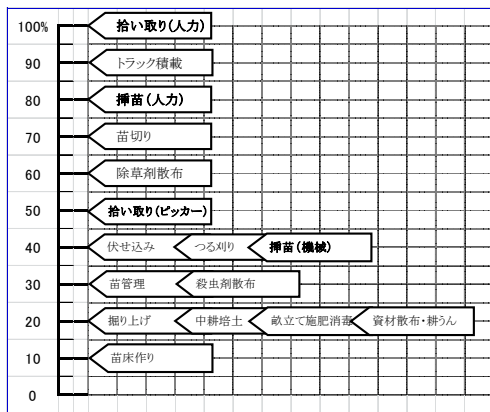 100% 拾い取り(人力)
90 トラック積載
80 挿苗(人力)
70 苗切り
60 除草剤散布
50 拾い取り(ピッカー)
40 伏せ込み つる刈り 挿苗(機械)
30 苗管理 殺虫剤散布
20 掘り上げ 中耕培土 畝立て施肥消毒 資材散布・耕うん
10 苗床作り
0